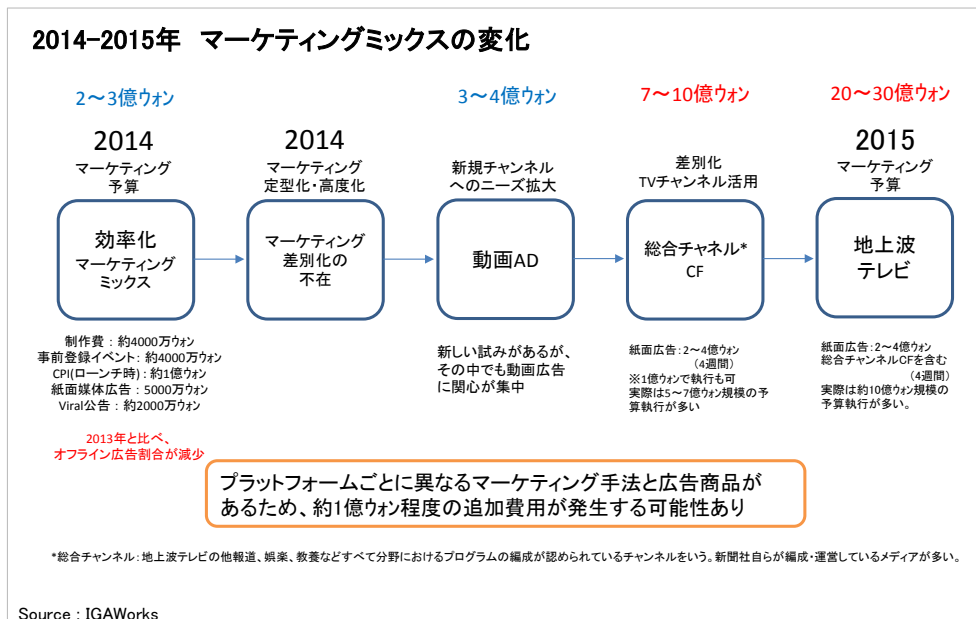 2014-2015年 マーケティングミックスの変化
2～3億ウォン
2014
マーケティング
予算
効率化
マーケティング
ミックス
制作費：約4000万ウォン
事前登録イベント：約4000万ウォン
CPI(ローンチ時)：約1億ウォン
紙面媒体広告：5000万ウォン
Viral公告：約2000万ウォン
2013年と比べ、
オフライン広告割合が減少
2014
マーケティング
定型化・高度化
マーケティング
差別化の
不在
3～4億ウォン
新規チャンネル
へのニーズ拡大
動画AD
新しい試みがあるが、
その中でも動画広告
に関心が集中
7～10億ウォン
差別化
TVチャンネル活用
総合チャネル*
CF
紙面広告：2～4億ウォン
(4週間)
※1億ウォンで執行も可
実際は5～7億ウォン規模の予
算執行が多い
20～30億ウォン
2015
マーケティング
予算
地上波
テレビ
紙面広告：2～4億ウォン
総合チャンネルCFを含む
(4週間)
実際は約10億ウォン規模の
予算執行が多い。
プラットフォームごとに異なるマーケティング手法と広告商品が
あるため、約1億ウォン程度の追加費用が発生する可能性あり
*総合チャンネル：地上波テレビの他報道、娯楽、教養などすべて分野におけるプログラムの編成が認められているチャンネルをいう。新聞社自らが編成・運営しているメディアが多い。
Source : IGAWorks